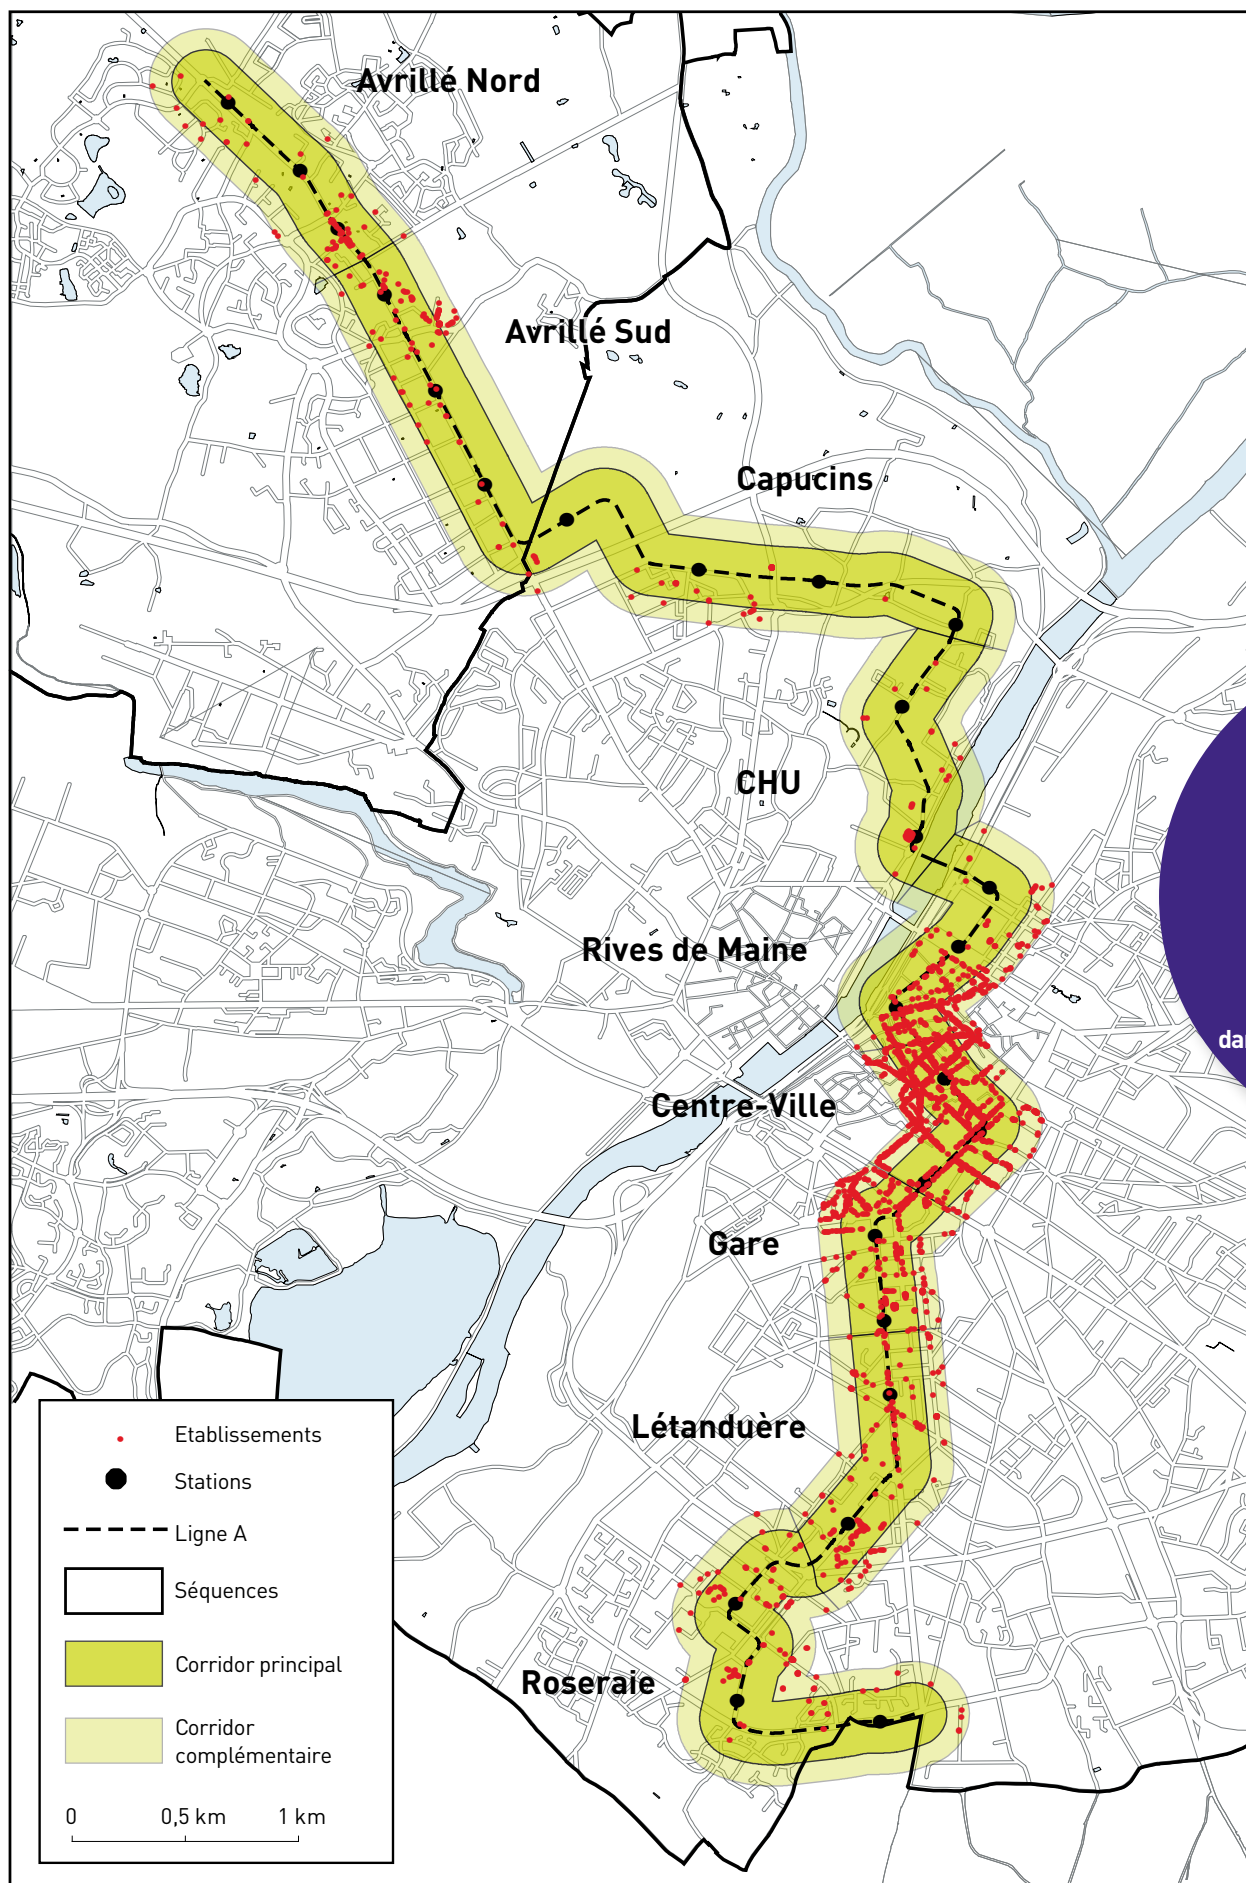 Avrillé Nord
Avrillé Sud
Capucins
CHU
Rives de Maine
Centre-Ville
Gare
Létanduère
Roseraie
Etablissements
Stations
Ligne A
Séquences
Corridor principal
Corridor
complémentaire
0 0,5 km 1 km